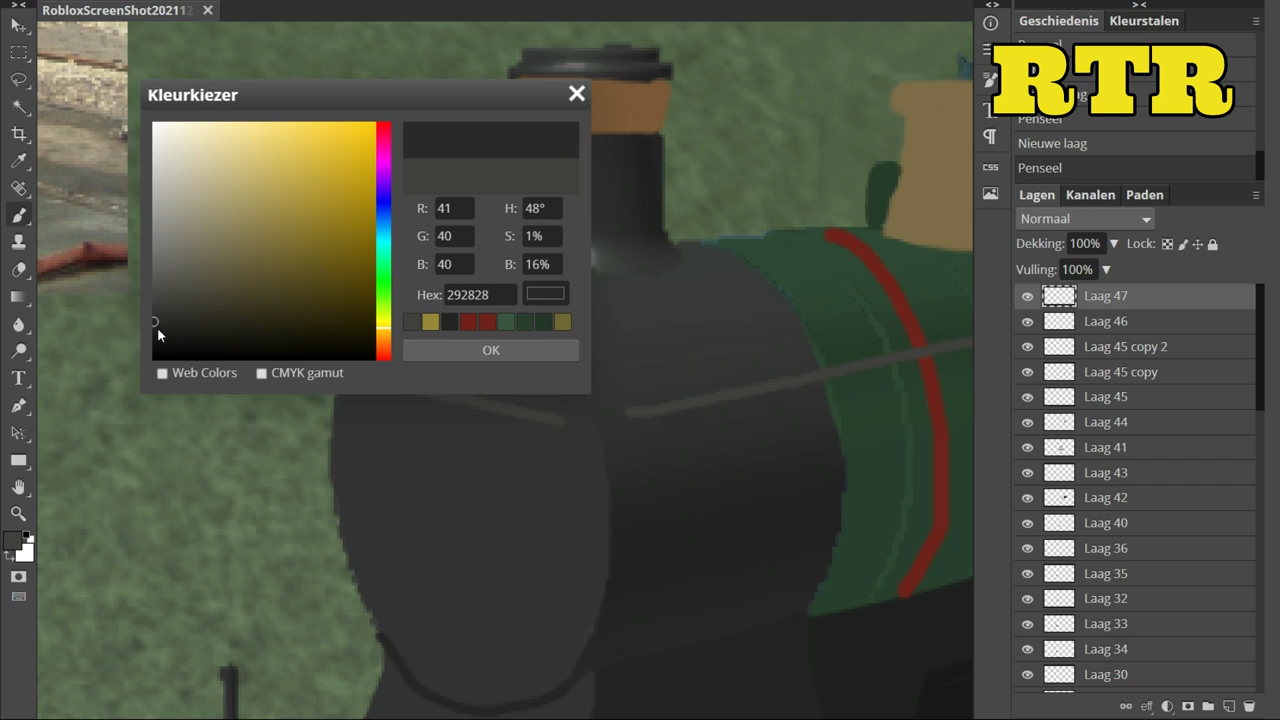 RobloxScreenShot202111
Geschiedenis Kleurstalen
RTR
Penseel
Nieuwe laag
Penseel
Lagen Kanalen Paden
Normaal
Dekking: 100% Lock:
Vulling: 100%
Laag 47
Laag 46
Laag 45 copy 2
Laag 45 copy
Laag 45
Laag 44
Laag 41
Laag 43
Laag 42
Laag 40
Laag 36
Laag 35
Laag 32
Laag 33
Laag 34
Laag 30
eff
CSS
Kleurkiezer
R: 41 H: 48°
G: 40 S: 1%
B: 40 B: 16%
Hex: 292828
OK
Web Colors CMYK gamut